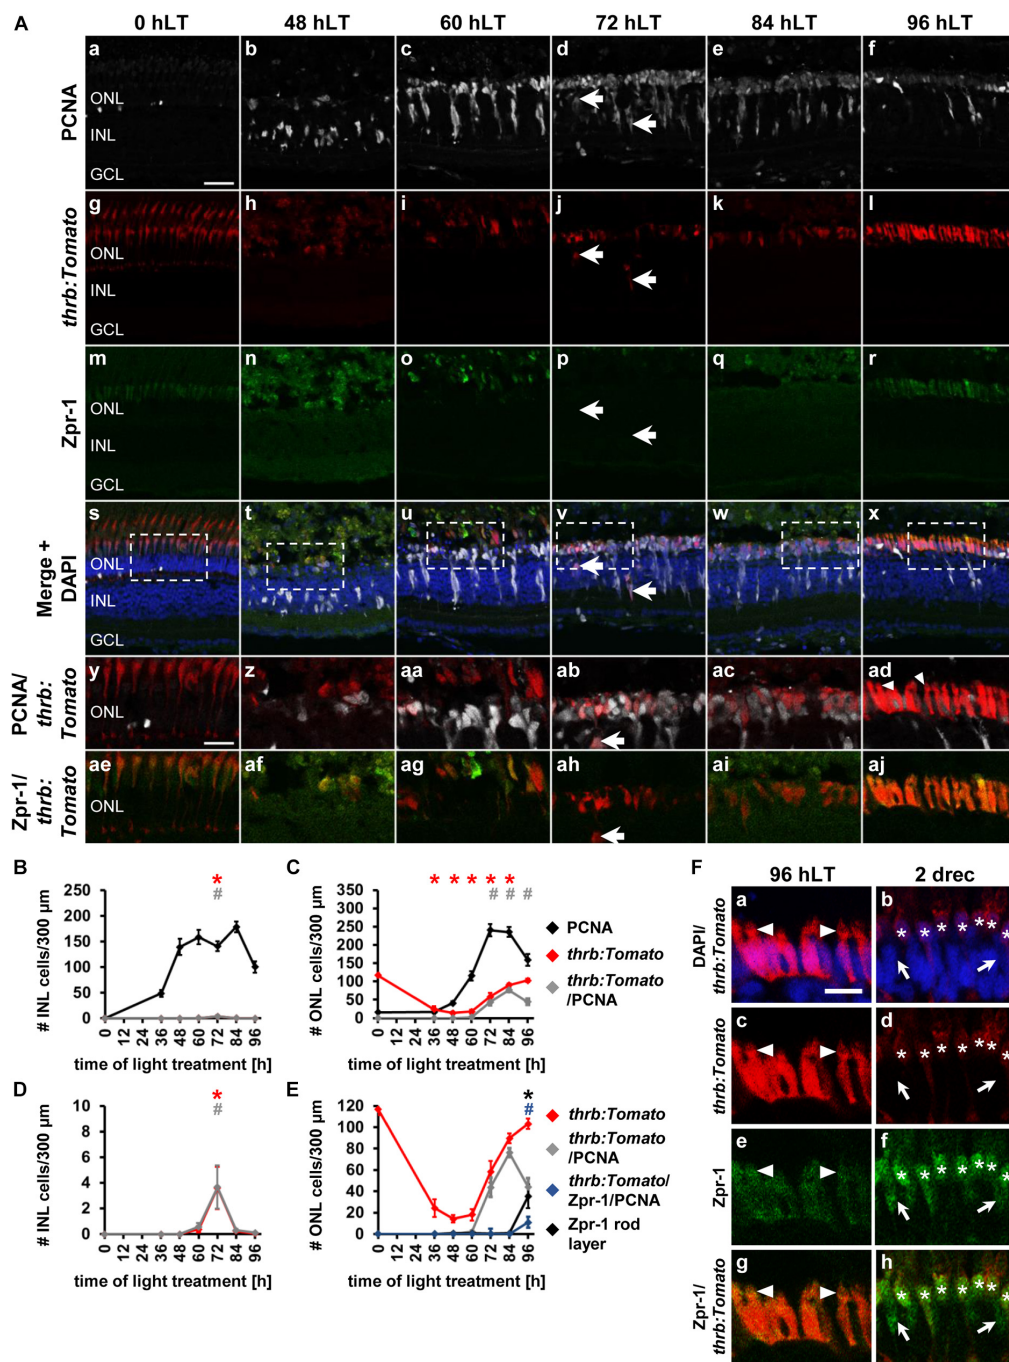 A
0 hLT 48 hLT 60 hLT 72 hLT 84 hLT 96 hLT
PCNA
a b c d e f
ONL
INL
GCL
thrb:Tomato
g h i j k l
ONL
INL
GCL
Zpr-1
m n o p q r
ONL
INL
GCL
Merge +
DAPI
s t u v w x
ONL
INL
GCL
PCNA/
thrb:
Tomato
y z aa ab ac ad
ONL
Zpr-1/
thrb:
Tomato
ae af ag ah ai aj
ONL
B
*
#
# INL cells/300 µm
250
200
150
100
50
0
0 12 24 36 48 60 72 84 96
time of light treatment [h]
C
* * * * *
# # #
# ONL cells/300 µm
350
300
250
200
150
100
50
0
0 12 24 36 48 60 72 84 96
time of light treatment [h]
PCNA
thrb:Tomato
thrb:Tomato
/PCNA
D
*
#
# INL cells/300 µm
10
8
6
4
2
0
0 12 24 36 48 60 72 84 96
time of light treatment [h]
E
*
#
# ONL cells/300 µm
120
100
80
60
40
20
0
0 12 24 36 48 60 72 84 96
time of light treatment [h]
thrb:Tomato
thrb:Tomato
/PCNA
thrb:Tomato/
Zpr-1/PCNA
Zpr-1 rod
layer
F
96 hLT 2 drec
DAPI/
thrb:Tomato
a b
* * * * * * *
thrb:Tomato
c d
* * * * * * *
Zpr-1
e f
* * * * * * *
Zpr-1/
thrb:Tomato
g h
* * * * * * *